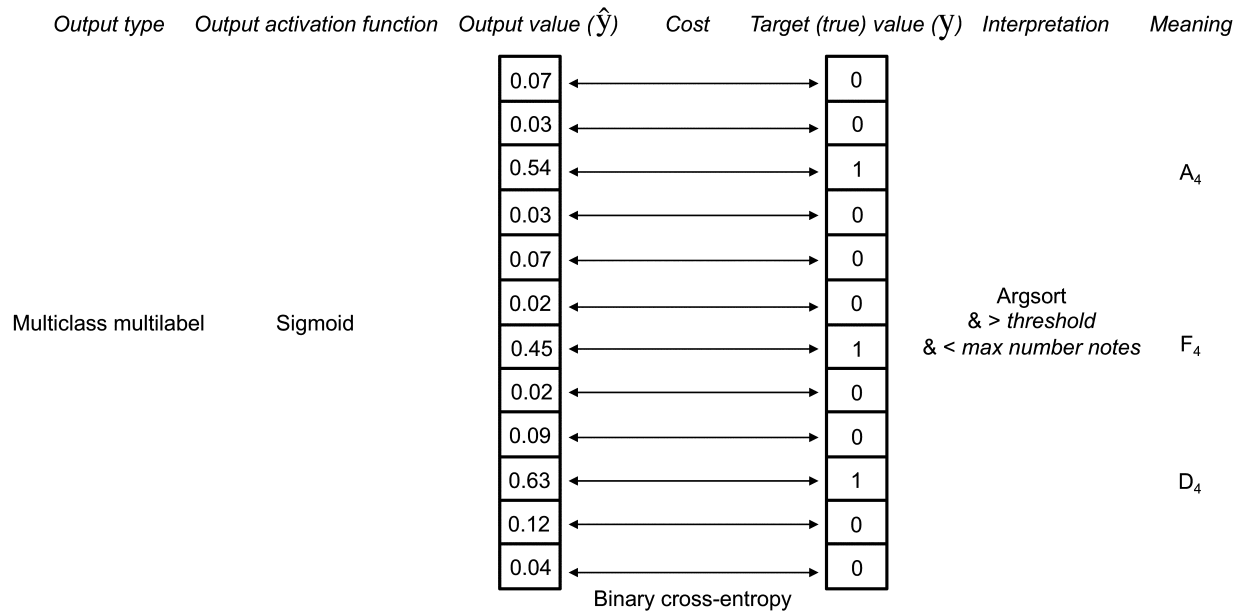 Output type Output activation function Output value (ŷ) Cost Target (true) value (y) Interpretation Meaning
0.07 0
0.03 0
0.54 1 A₄
0.03 0
0.07 0
0.02 0 Argsort
Multiclass multilabel Sigmoid & > threshold
0.45 1 & < max number notes F₄
0.02 0
0.09 0
0.63 1 D₄
0.12 0
0.04 0
Binary cross-entropy